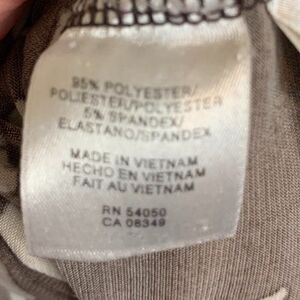 95% POLYESTER/
POLIESTER/POLYESTER
5% SPANDEX/
ELASTANO/SPANDEX
MADE IN VIETNAM
HECHO EN VIETNAM
FAIT AU VIETNAM
RN 54050
CA 08349